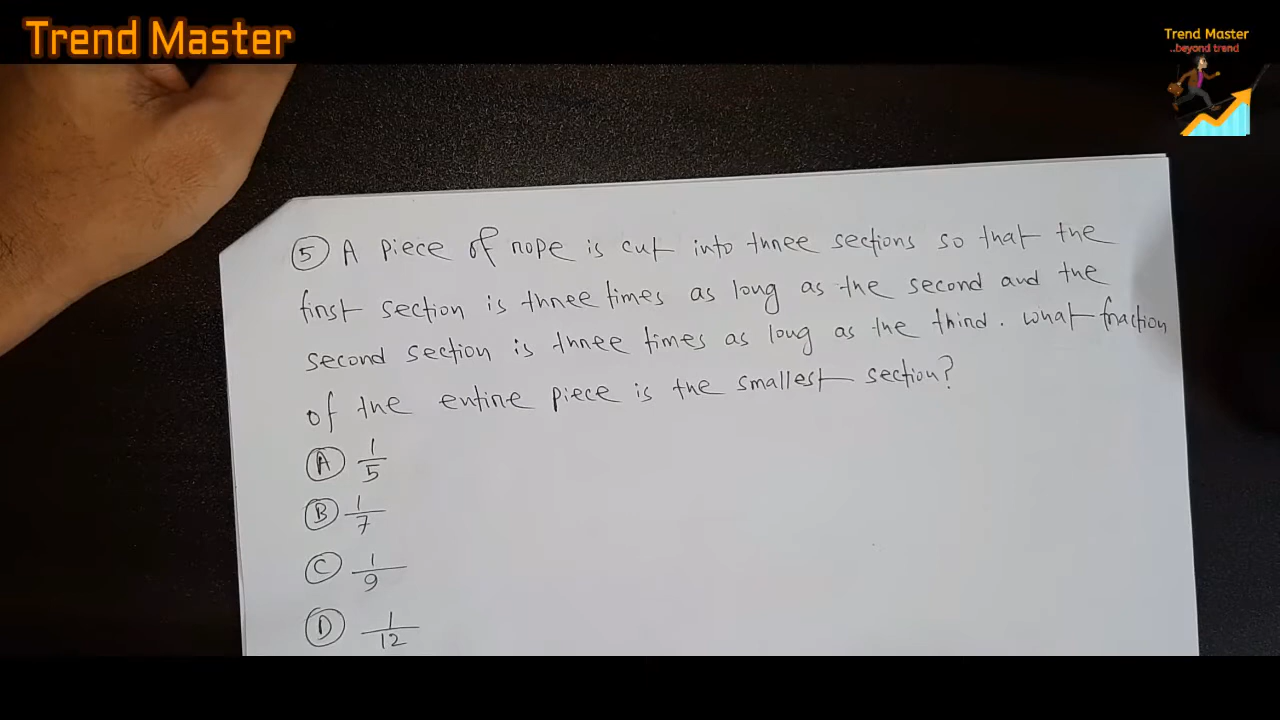 Trend Master
Trend Master
..beyond trend
⑤ A piece of rope is cut into three sections so that the
first section is three times as long as the second and the
second section is three times as long as the third. what fraction
of the entire piece is the smallest section?
Ⓐ 1/5
Ⓑ 1/7
Ⓒ 1/9
Ⓓ 1/12